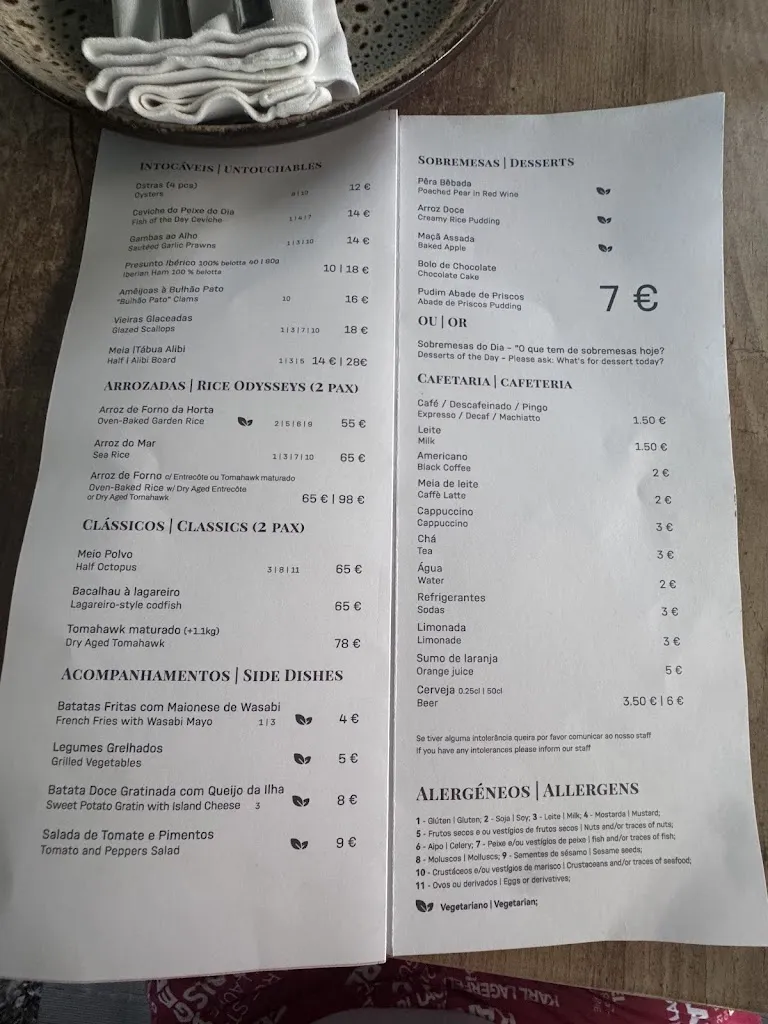 INTOCÁVEIS | UNTOUCHABLES
Ostras (4 pcs)
Oysters 8 | 10 12 €
Ceviche do Peixe do Dia
Fish of the Day Ceviche 1 | 6 | 7 14 €
Gambas ao Alho
Sautéed Garlic Prawns 1 | 3 | 10 14 €
Presunto Ibérico 100% belotta 40 | 80g
Iberian Ham 100 % belotta 10 | 18 €
Amêijoas à Bulhão Pato
"Bulhão Pato" Clams 10 16 €
Vieiras Glaceadas
Glazed Scallops 1 | 3 | 7 | 10 18 €
Meia |Tábua Alibi
Half | Alibi Board 1 | 3 | 5 14 € | 28€
ARROZADAS | RICE ODYSSEYS (2 PAX)
Arroz de Forno da Horta
Oven-Baked Garden Rice 2 | 5 | 6 | 9 55 €
Arroz do Mar
Sea Rice 1 | 3 | 7 | 10 65 €
Arroz de Forno c/ Entrecôte ou Tomahawk maturado
Oven-Baked Rice w/ Dry Aged Entrecôte
or Dry Aged Tomahawk 65 € | 98 €
CLÁSSICOS | CLASSICS (2 PAX)
Meio Polvo
Half Octopus 3 | 8 | 11 65 €
Bacalhau à lagareiro
Lagareiro-style codfish 65 €
Tomahawk maturado (+1.1kg)
Dry Aged Tomahawk 78 €
ACOMPANHAMENTOS | SIDE DISHES
Batatas Fritas com Maionese de Wasabi
French Fries with Wasabi Mayo 1 | 3 4 €
Legumes Grelhados
Grilled Vegetables 5 €
Batata Doce Gratinada com Queijo da Ilha
Sweet Potato Gratin with Island Cheese 3 8 €
Salada de Tomate e Pimentos
Tomato and Peppers Salad 9 €
SOBREMESAS | DESSERTS
Pêra Bêbada
Poached Pear in Red Wine
Arroz Doce
Creamy Rice Pudding
Maçã Assada
Baked Apple
Bolo de Chocolate
Chocolate Cake
Pudim Abade de Priscos
Abade de Priscos Pudding
7 €
OU | OR
Sobremesas do Dia - "O que tem de sobremesas hoje?
Desserts of the Day - Please ask: What's for dessert today?
CAFETARIA | CAFETERIA
Café / Descafeinado / Pingo
Expresso / Decaf / Machiatto 1.50 €
Leite
Milk 1.50 €
Americano
Black Coffee 2 €
Meia de leite
Caffè Latte 2 €
Cappuccino
Cappuccino 3 €
Chá
Tea 3 €
Água
Water 2 €
Refrigerantes
Sodas 3 €
Limonada
Limonade 3 €
Sumo de laranja
Orange juice 5 €
Cerveja 0.25cl | 50cl
Beer 3.50 € | 6 €
Se tiver alguma intolerância queira por favor comunicar ao nosso staff
If you have any intolerances please inform our staff
ALERGÉNEOS | ALLERGENS
1 - Glúten | Gluten; 2 - Soja | Soy; 3 - Leite | Milk; 4 - Mostarda | Mustard;
5 - Frutos secos e ou vestígios de frutos secos | Nuts and/or traces of nuts;
6 - Aipo | Celery; 7 - Peixe e/ou vestígios de peixe | fish and/or traces of fish;
8 - Moluscos | Molluscs; 9 - Sementes de sésamo | Sesame seeds;
10 - Crustáceos e/ou vestígios de marisco | Crustaceans and/or traces of seafood;
11 - Ovos ou derivados | Eggs or derivatives;
Vegetariano | Vegetarian;
KARL LAGERFEL